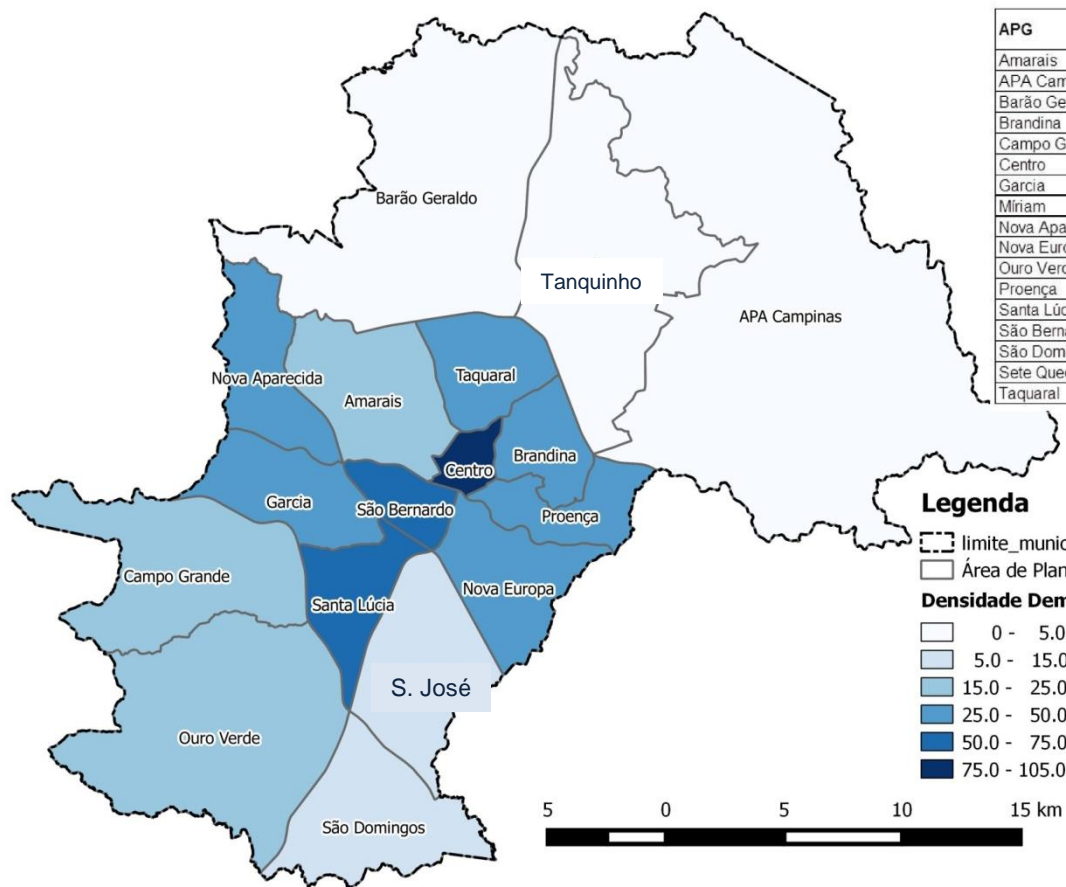 APG
Amarais
APA Cam
Barão Ge
Brandina
Campo G
Centro
Garcia
Míriam
Nova Apa
Nova Euro
Ouro Verd
Proença
Santa Lúc
São Berna
São Dom
Sete Que
Taquaral
Barão Geraldo
Tanquinho
APA Campinas
Nova Aparecida
Taquaral
Amarais
Centro
Brandina
Garcia
São Bernardo
Proença
Campo Grande
Santa Lúcia
Nova Europa
S. José
Ouro Verde
São Domingos
Legenda
limite_munic
Área de Plan
Densidade Dem
0 - 5.0
5.0 - 15.0
15.0 - 25.0
25.0 - 50.0
50.0 - 75.0
75.0 - 105.0
5 0 5 10 15 km